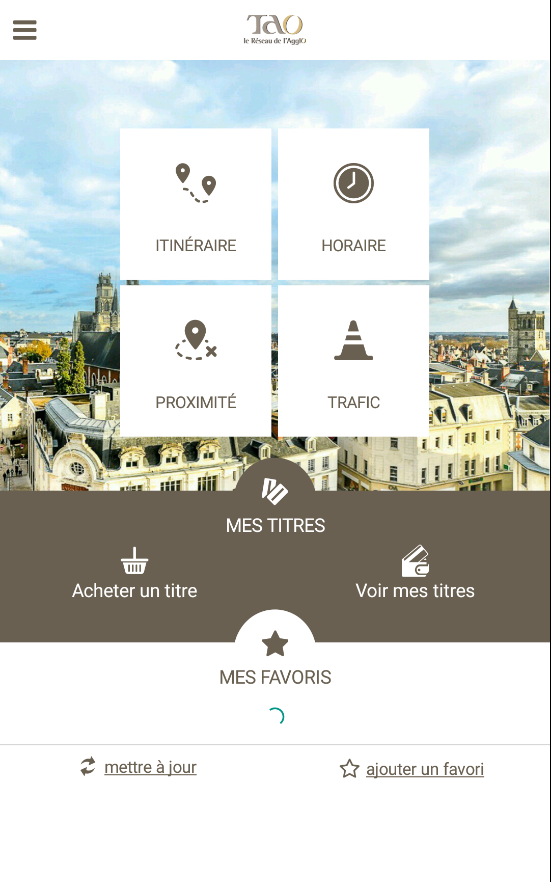 TAO
le Réseau de l'AgglO
ITINÉRAIRE
HORAIRE
PROXIMITÉ
TRAFIC
MES TITRES
Acheter un titre
Voir mes titres
MES FAVORIS
mettre à jour
ajouter un favori